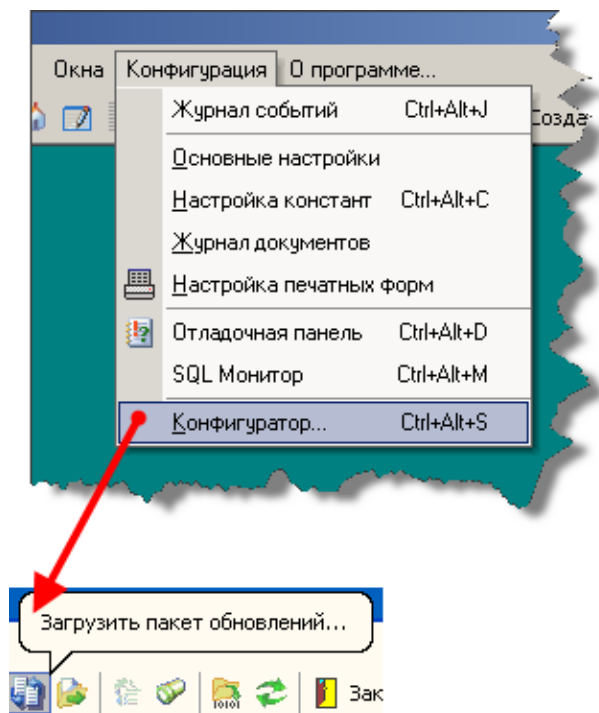 Окна Конфигурация О программе...
Журнал событий Ctrl+Alt+J
Созда
Основные настройки
Настройка констант Ctrl+Alt+C
Журнал документов
Настройка печатных форм
Отладочная панель Ctrl+Alt+D
SQL Монитор Ctrl+Alt+M
Конфигуратор... Ctrl+Alt+S
Загрузить пакет обновлений...
Зак